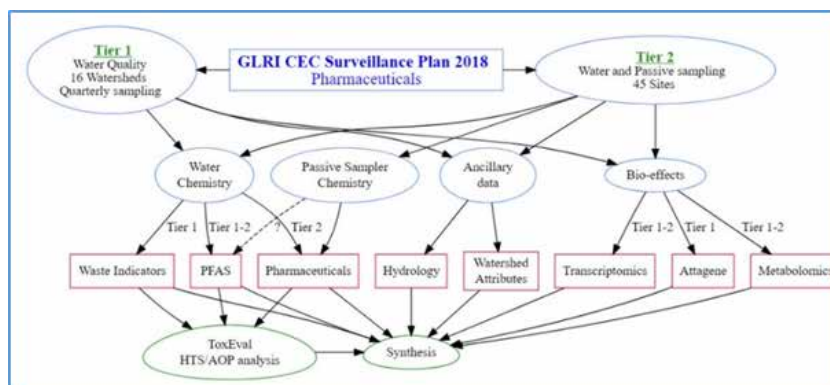 Tier 1
Water Quality
16 Watersheds
Quarterly sampling
GLRI CEC Surveillance Plan 2018
Pharmaceuticals
Tier 2
Water and Passive sampling
45 Sites
Water
Chemistry
Passive Sampler
Chemistry
Ancillary
data
Bio-effects
Tier 1
Tier 1-2
?
Tier 2
Tier 1-2
Tier 1
Tier 1-2
Waste Indicators
PFAS
Pharmaceuticals
Hydrology
Watershed
Attributes
Transcriptomics
Attagene
Metabolomics
ToxEval
HTS/AOP analysis
Synthesis